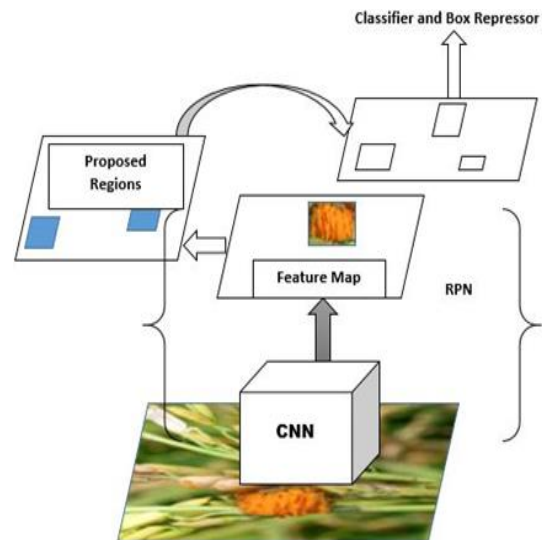 Classifier and Box Repressor
Proposed
Regions
Feature Map
RPN
CNN